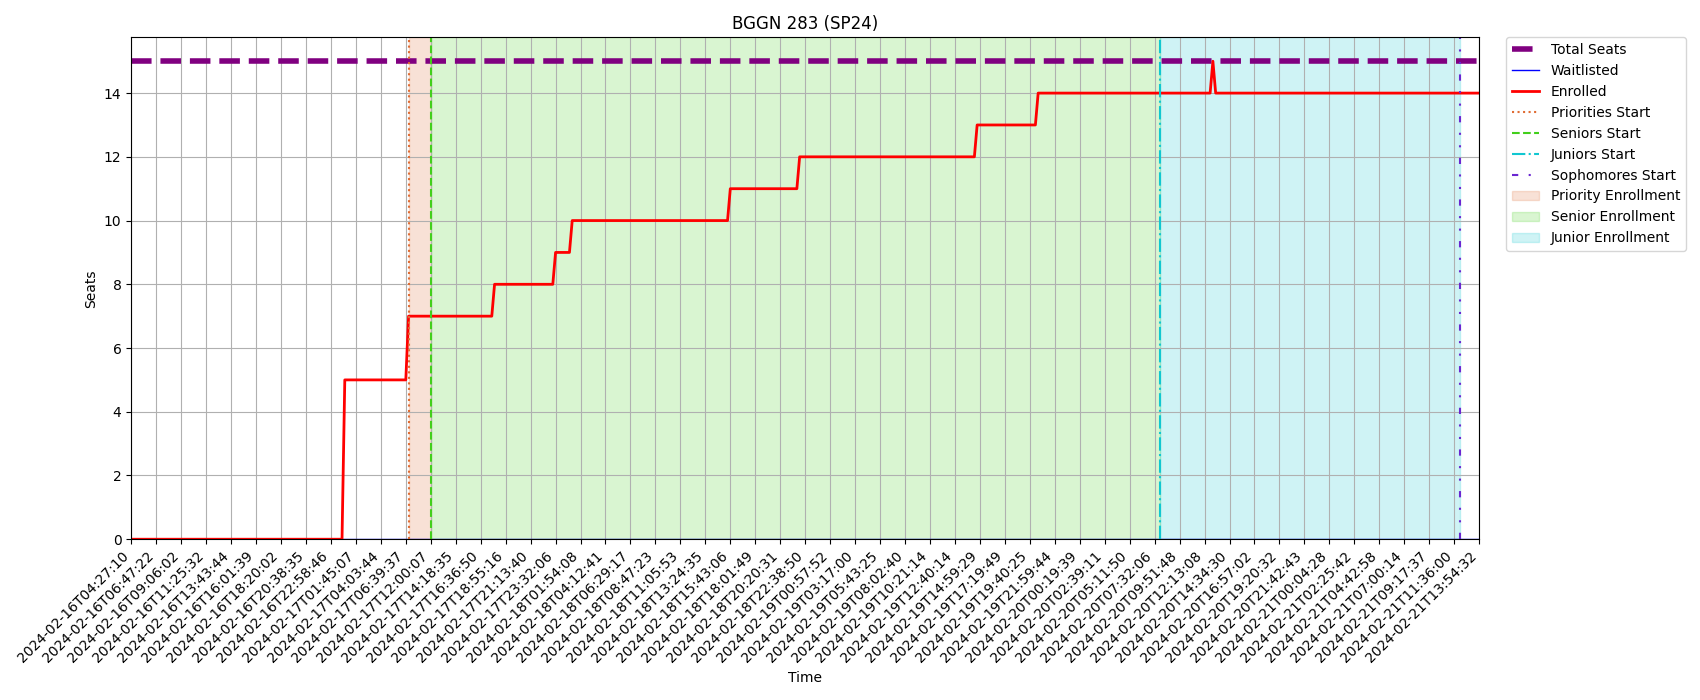 BGGN 283 (SP24)
Total Seats
Waitlisted
Enrolled
Priorities Start
Seniors Start
Juniors Start
Sophomores Start
Priority Enrollment
Senior Enrollment
Junior Enrollment
Seats
14
12
10
8
6
4
2
0
2024-02-16T04:27:10
2024-02-16T06:47:22
2024-02-16T09:06:02
2024-02-16T11:25:32
2024-02-16T13:43:44
2024-02-16T16:01:39
2024-02-16T18:20:02
2024-02-16T20:38:35
2024-02-16T22:58:46
2024-02-17T01:45:07
2024-02-17T04:03:44
2024-02-17T06:39:37
2024-02-17T12:00:07
2024-02-17T14:18:35
2024-02-17T16:36:50
2024-02-17T18:55:16
2024-02-17T21:13:40
2024-02-17T23:32:06
2024-02-18T01:54:08
2024-02-18T04:12:41
2024-02-18T06:29:17
2024-02-18T08:47:23
2024-02-18T11:05:53
2024-02-18T13:24:35
2024-02-18T15:43:06
2024-02-18T18:01:49
2024-02-18T20:20:31
2024-02-18T22:38:50
2024-02-19T00:57:52
2024-02-19T03:17:00
2024-02-19T05:43:25
2024-02-19T08:02:40
2024-02-19T10:21:14
2024-02-19T12:40:14
2024-02-19T14:59:29
2024-02-19T17:19:49
2024-02-19T19:40:25
2024-02-19T21:59:44
2024-02-20T00:19:39
2024-02-20T02:39:11
2024-02-20T05:11:50
2024-02-20T07:32:06
2024-02-20T09:51:48
2024-02-20T12:13:08
2024-02-20T14:34:30
2024-02-20T16:57:02
2024-02-20T19:20:32
2024-02-20T21:42:43
2024-02-21T00:04:28
2024-02-21T02:25:42
2024-02-21T04:42:58
2024-02-21T07:00:14
2024-02-21T09:17:37
2024-02-21T11:36:00
2024-02-21T13:54:32
Time